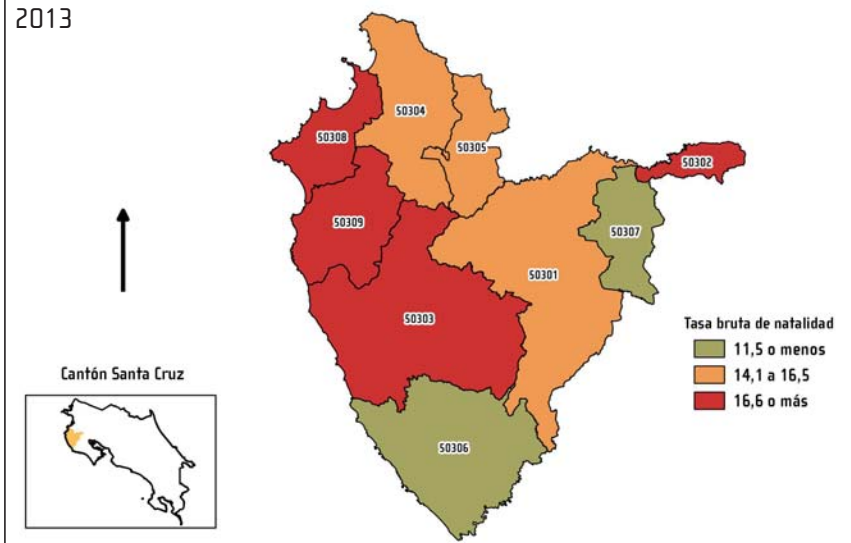 2013
50304
50308
50305
50302
50309
50307
50301
50303
50306
Tasa bruta de natalidad
11,5 o menos
14,1 a 16,5
16,6 o más
Cantón Santa Cruz